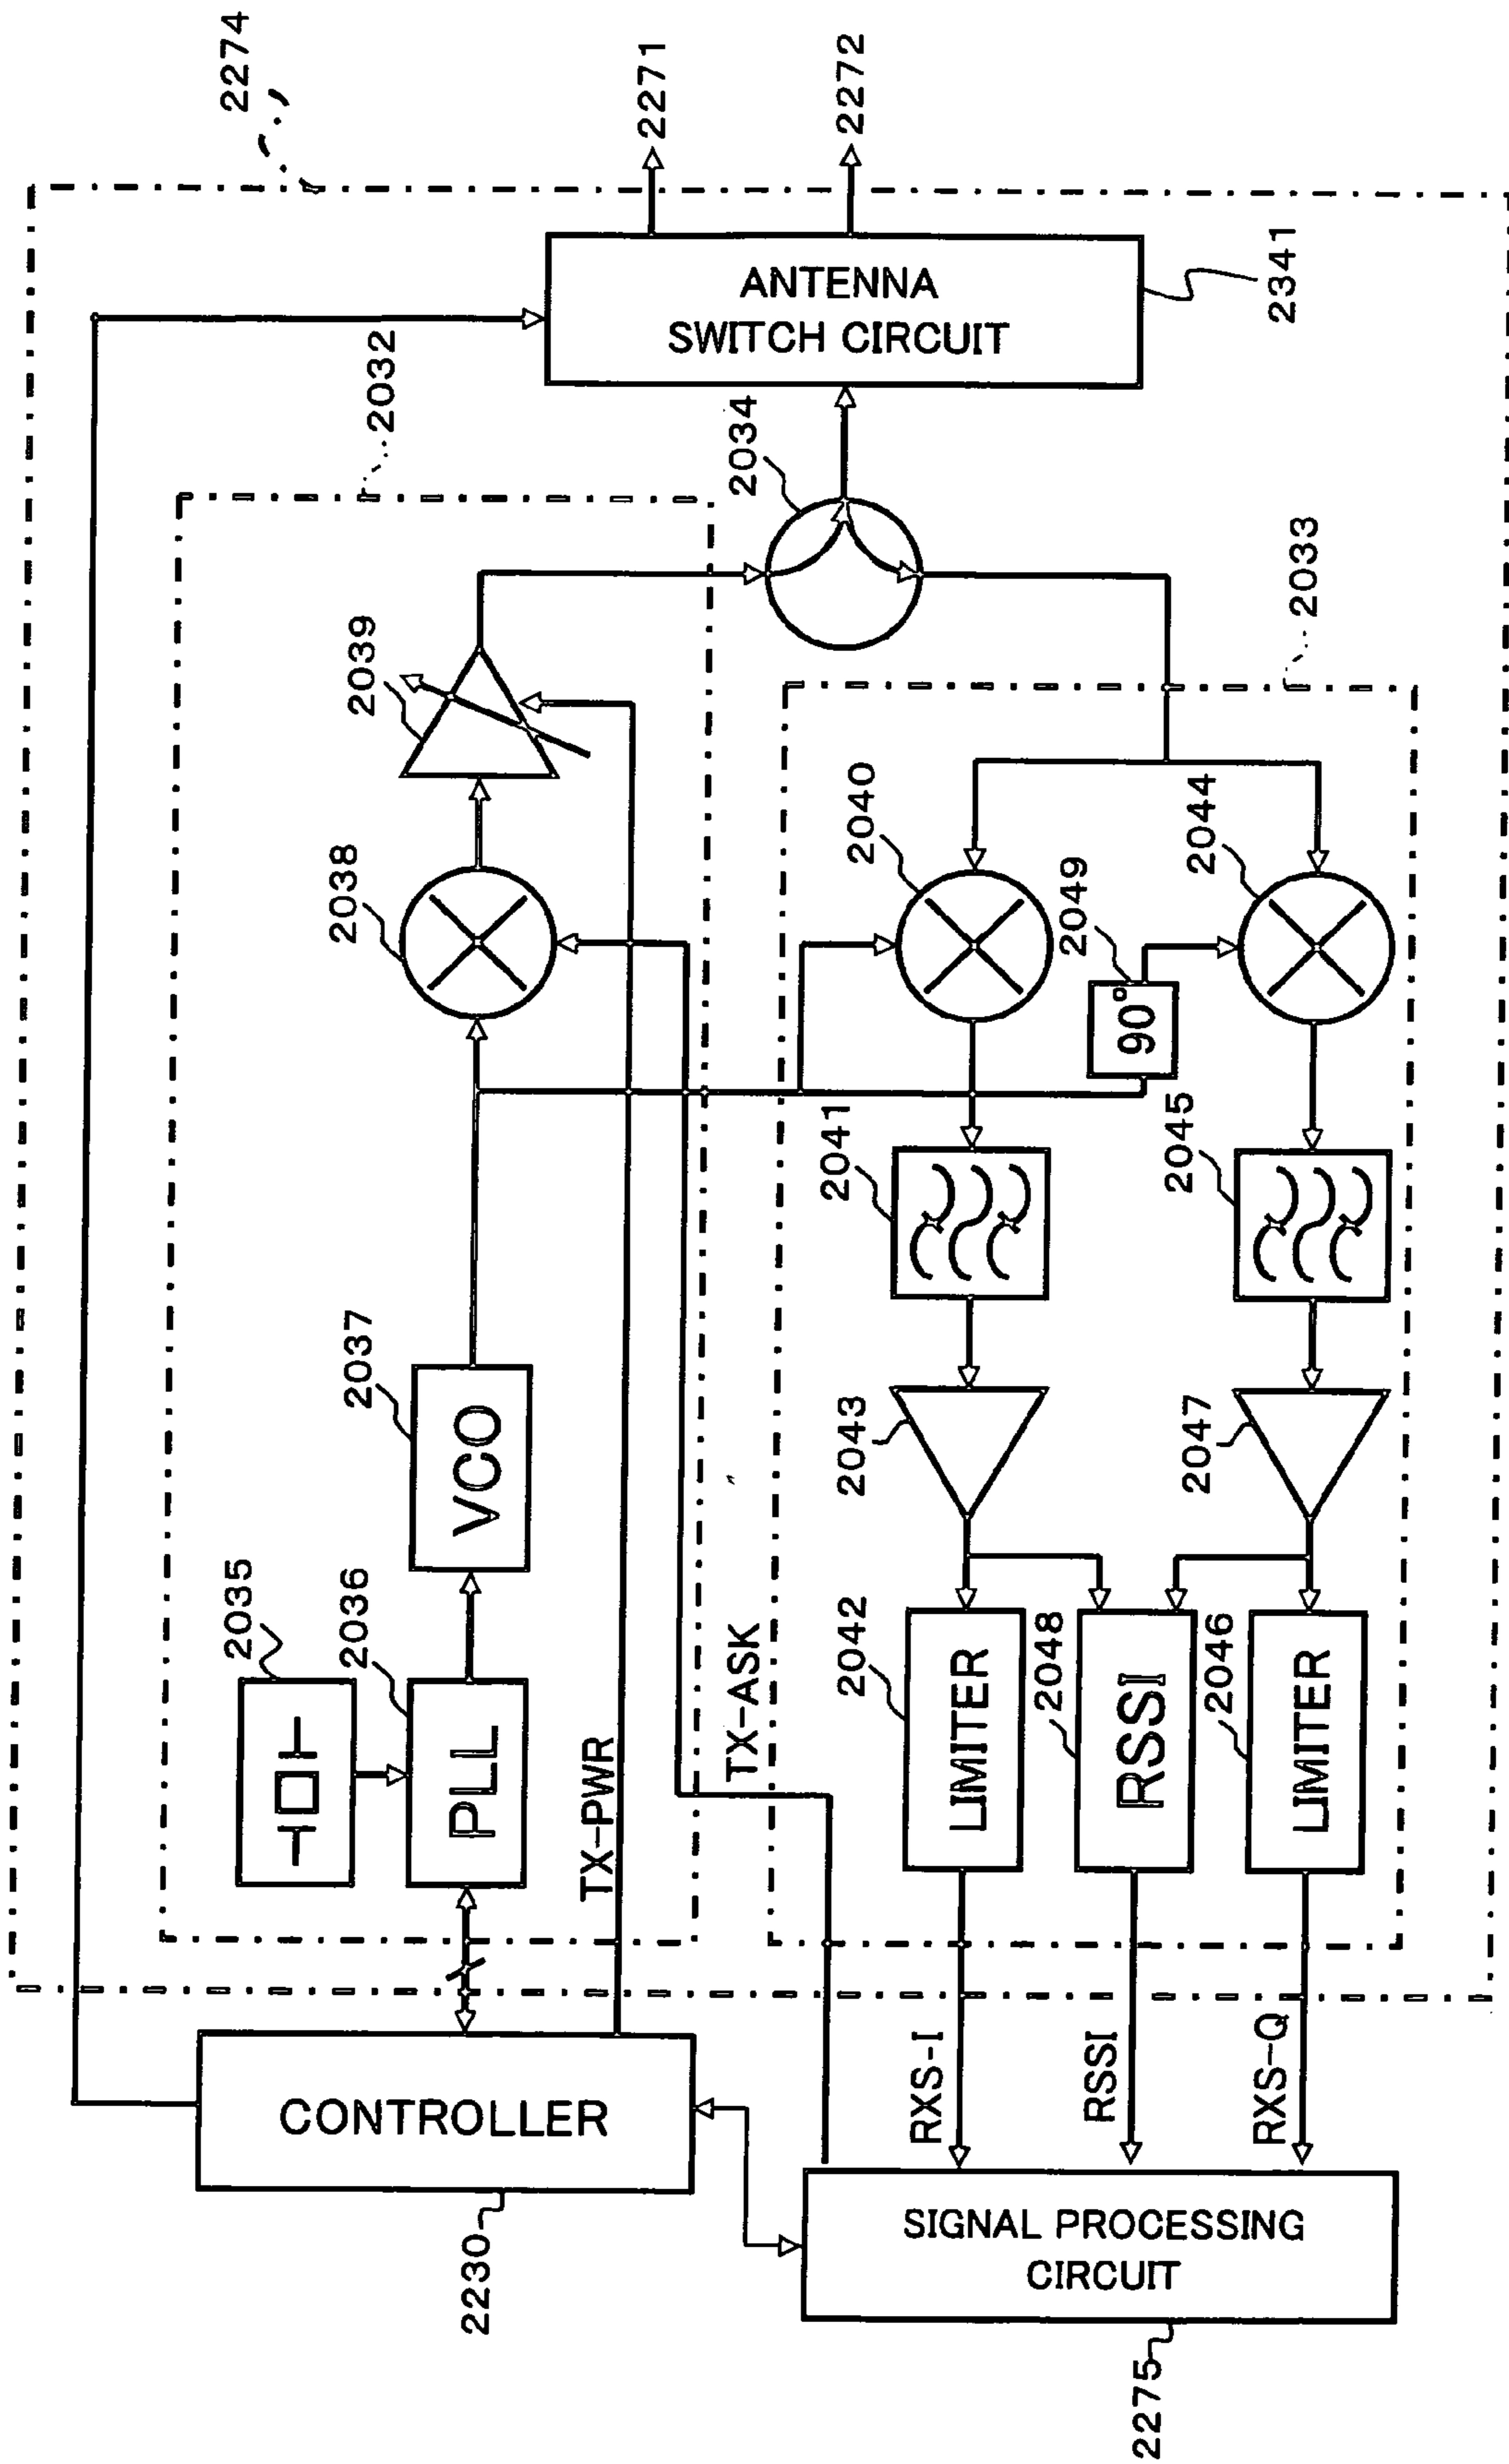 2274
2271
2272
2032
ANTENNA
SWITCH CIRCUIT
2341
2034
2035
2036
PLL
2037
VCO
2038
2039
TX-PWR
TX-ASK
2033
2040
2041
2043
2042
LIMITER
2049
90°
2048
RSSI
2044
2045
2047
2046
LIMITER
CONTROLLER
2230
RXS-I
RSSI
RXS-Q
SIGNAL PROCESSING
CIRCUIT
2275